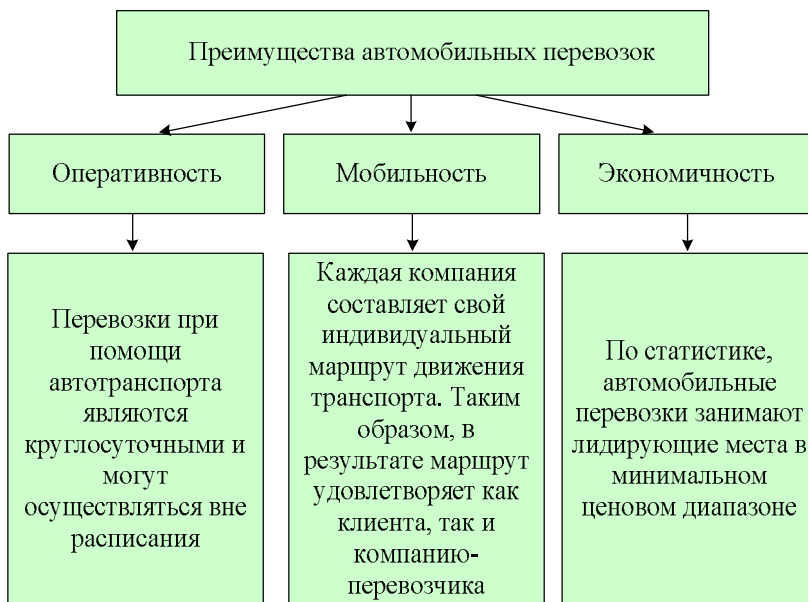 Преимущества автомобильных перевозок
Оперативность
Мобильность
Экономичность
Перевозки при
помощи
автотранспорта
являются
круглосуточными и
могут
осуществляться вне
расписания
Каждая компания
составляет свой
индивидуальный
маршрут движения
транспорта. Таким
образом, в
результате маршрут
удовлетворяет как
клиента, так и
компанию-
перевозчика
По статистике,
автомобильные
перевозки занимают
лидирующие места в
минимальном
ценовом диапазоне